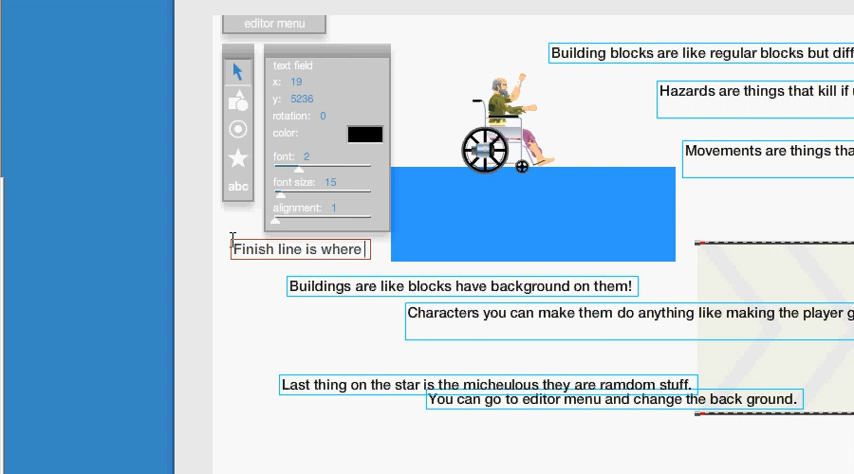 editor menu
text field
x: 19
y: 5236
rotation: 0
color:
font: 2
font size: 15
alignment: 1
abc
Building blocks are like regular blocks but
Hazards are things that kill if
Movements are things
Finish line is where
Buildings are like blocks have background on them!
Characters you can make them do anything like making the player
Last thing on the star is the micheulous they are ramdom stuff.
You can go to editor menu and change the back ground.